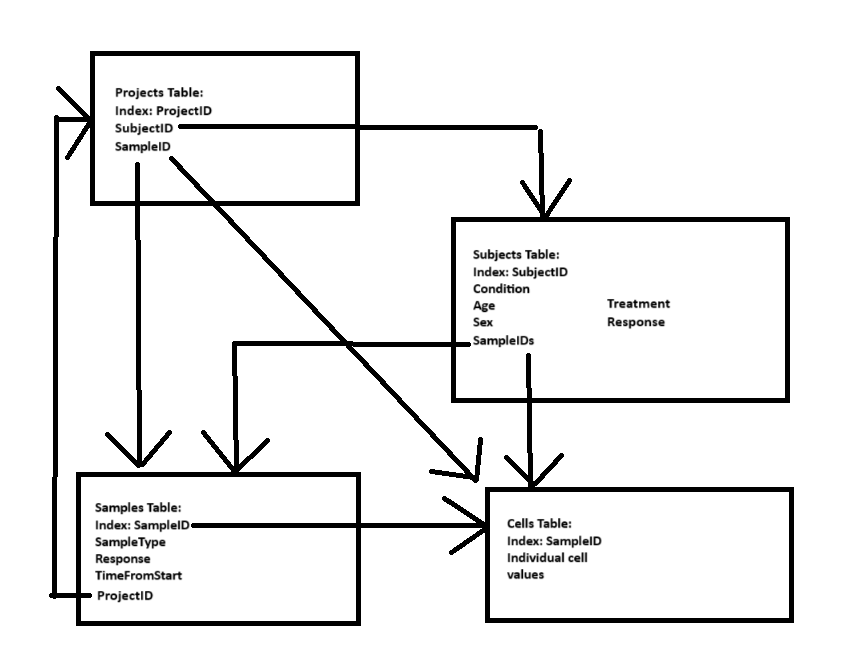 Projects Table:
Index: ProjectID
SubjectID
SampleID
Subjects Table:
Index: SubjectID
Condition
Age
Sex
SampleIDs
Treatment
Response
Samples Table:
Index: SampleID
SampleType
Response
TimeFromStart
ProjectID
Cells Table:
Index: SampleID
Individual cell
values